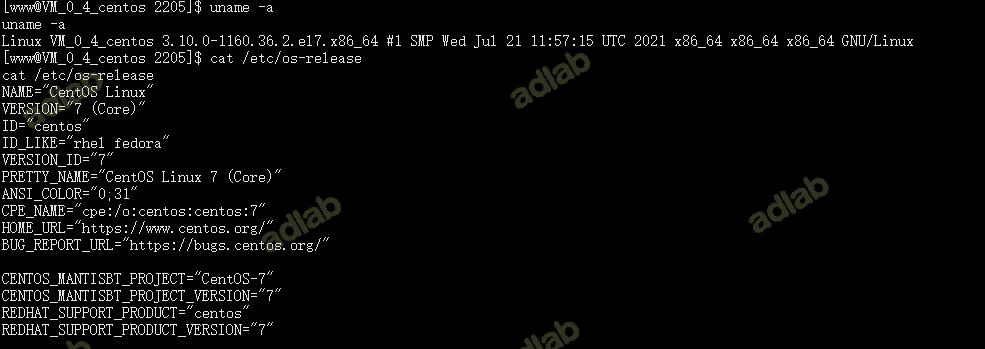 [www@VM_0_4_centos 2205]$ uname -a
uname -a
Linux VM_0_4_centos 3.10.0-1160.36.2.el7.x86_64 #1 SMP Wed Jul 21 11:57:15 UTC 2021 x86_64 x86_64 x86_64 GNU/Linux
[www@VM_0_4_centos 2205]$ cat /etc/os-release
cat /etc/os-release
NAME="CentOS Linux"
VERSION="7 (Core)"
ID="centos"
ID_LIKE="rhel fedora"
VERSION_ID="7"
PRETTY_NAME="CentOS Linux 7 (Core)"
ANSI_COLOR="0;31"
CPE_NAME="cpe:/o:centos:centos:7"
HOME_URL="https://www.centos.org/"
BUG_REPORT_URL="https://bugs.centos.org/"
CENTOS_MANTISBT_PROJECT="CentOS-7"
CENTOS_MANTISBT_PROJECT_VERSION="7"
REDHAT_SUPPORT_PRODUCT="centos"
REDHAT_SUPPORT_PRODUCT_VERSION="7"
adlab
adlab
adlab
adlab
adlab